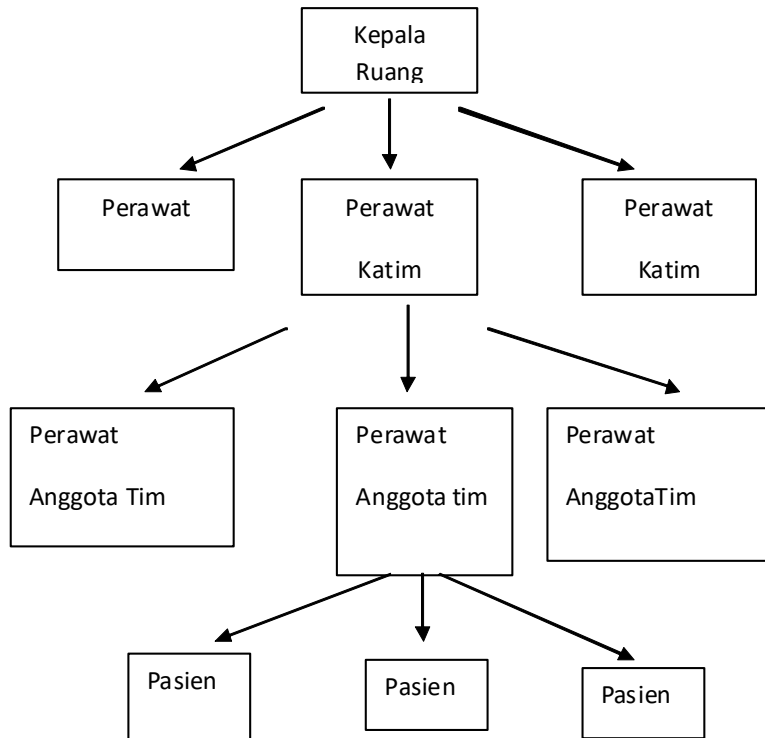 Kepala
Ruang
Perawat
Perawat
Katim
Perawat
Katim
Perawat
Anggota Tim
Perawat
Anggota tim
Perawat
AnggotaTim
Pasien
Pasien
Pasien